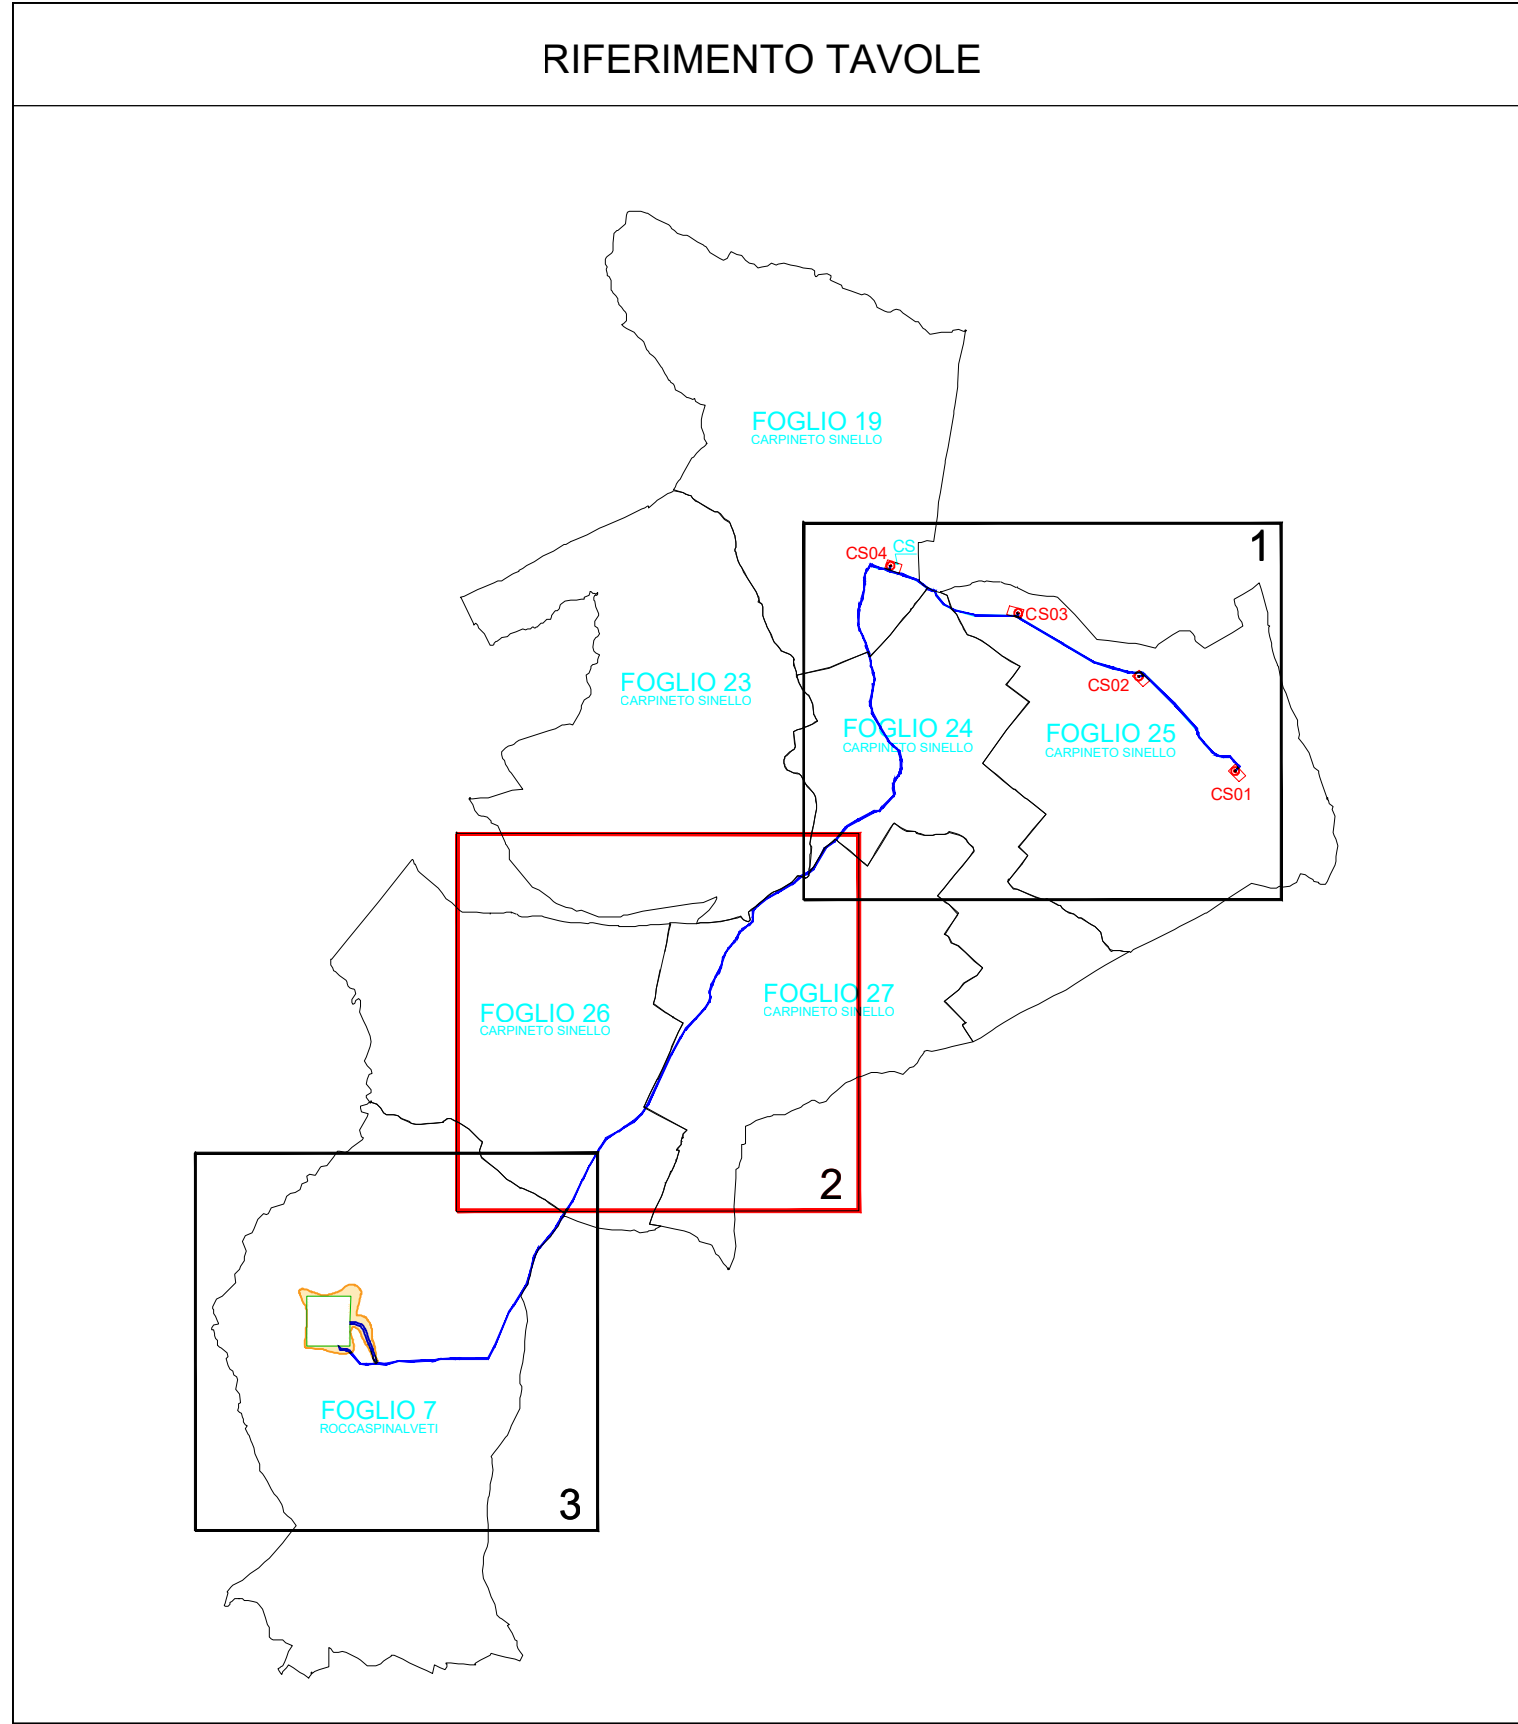 RIFERIMENTO TAVOLE
FOGLIO 19
CARPINETO SINELLO
1
CS04
CS
CS03
CS02
CS01
FOGLIO 23
CARPINETO SINELLO
FOGLIO 24
CARPINETO SINELLO
FOGLIO 25
CARPINETO SINELLO
FOGLIO 26
CARPINETO SINELLO
FOGLIO 27
CARPINETO SINELLO
2
FOGLIO 7
ROCCASPINALVETI
3